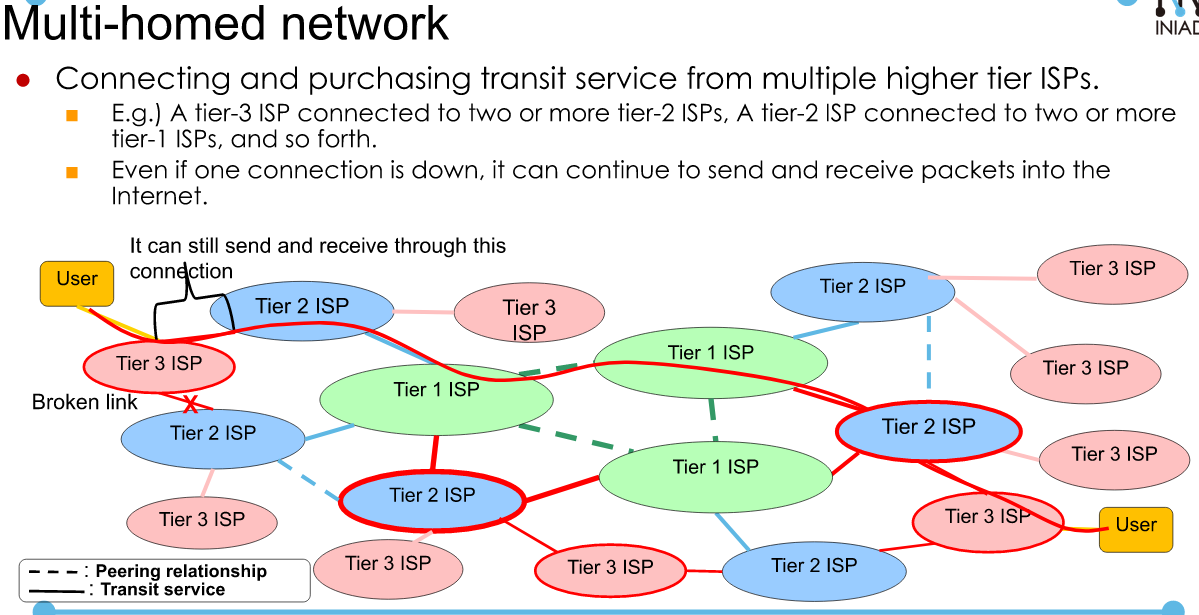 Multi-homed network
INIAD
Connecting and purchasing transit service from multiple higher tier ISPs.
E.g.) A tier-3 ISP connected to two or more tier-2 ISPs, A tier-2 ISP connected to two or more
tier-1 ISPs, and so forth.
Even if one connection is down, it can continue to send and receive packets into the
Internet.
It can still send and receive through this
connection
User
Tier 2 ISP
Tier 3
ISP
Tier 2 ISP
Tier 3 ISP
Tier 3 ISP
Tier 1 ISP
Tier 1 ISP
Tier 3 ISP
Broken link
X
Tier 2 ISP
Tier 2 ISP
Tier 3 ISP
Tier 1 ISP
Tier 2 ISP
Tier 3 ISP
Tier 3 ISP
User
Tier 3 ISP
Tier 3 ISP
Tier 2 ISP
: Peering relationship
: Transit service